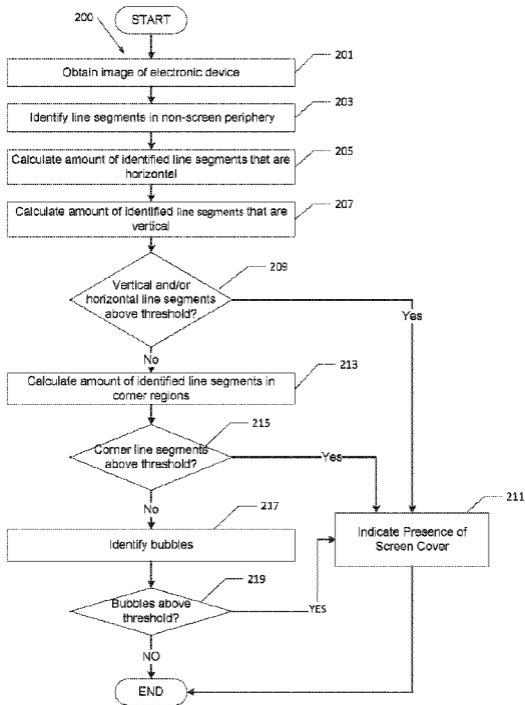 200
START
Obtain image of electronic device
201
Identify line segments in non-screen periphery
203
Calculate amount of identified line segments that are
horizontal
205
Calculate amount of identified line segments that are
vertical
207
Vertical and/or
horizontal line segments
above threshold?
209
Yes
No
Calculate amount of identified line segments in
corner regions
213
Corner line segments
above threshold?
215
Yes
No
Identify bubbles
217
Indicate Presence of
Screen Cover
211
Bubbles above
threshold?
219
YES
NO
END